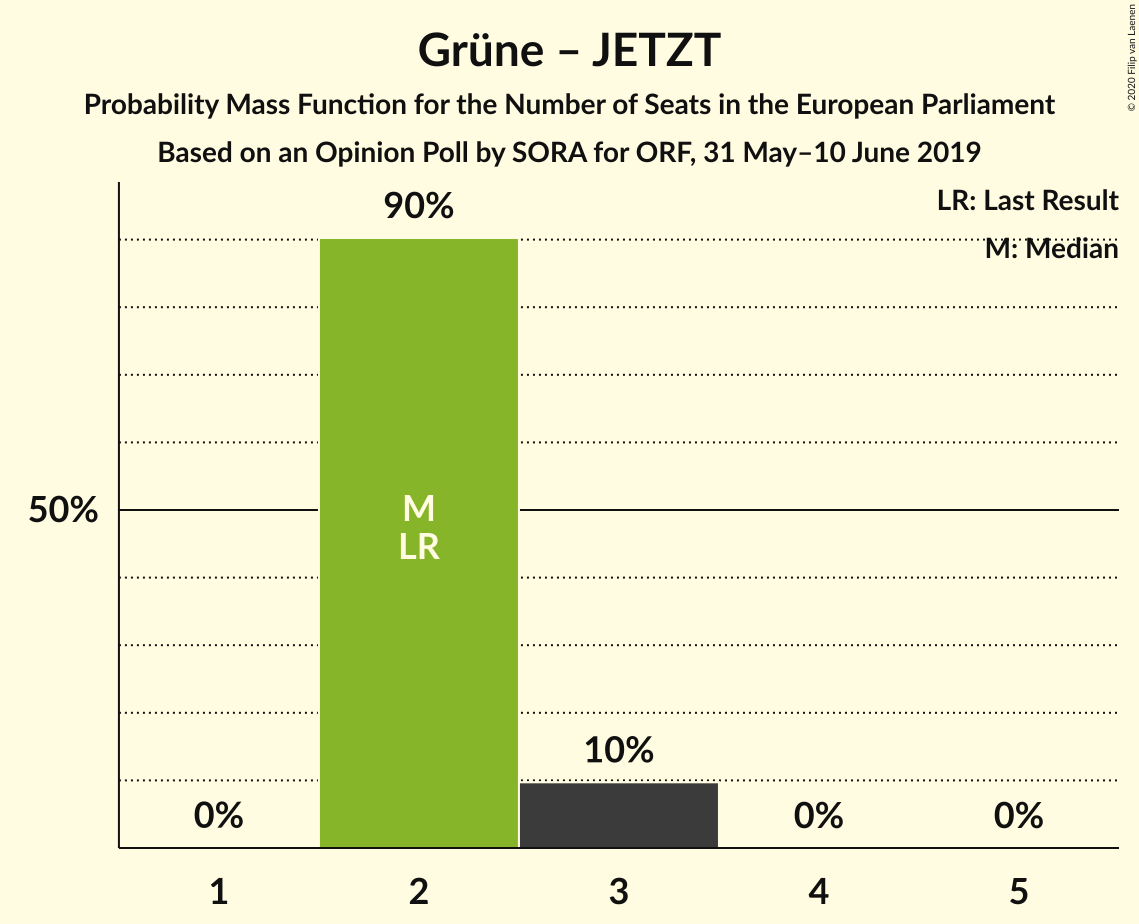 Grüne – JETZT
Probability Mass Function for the Number of Seats in the European Parliament
Based on an Opinion Poll by SORA for ORF, 31 May–10 June 2019
© 2020 Filip van Laenen
LR: Last Result
M: Median
90%
50%
M
LR
10%
0%
0%
0%
1
2
3
4
5